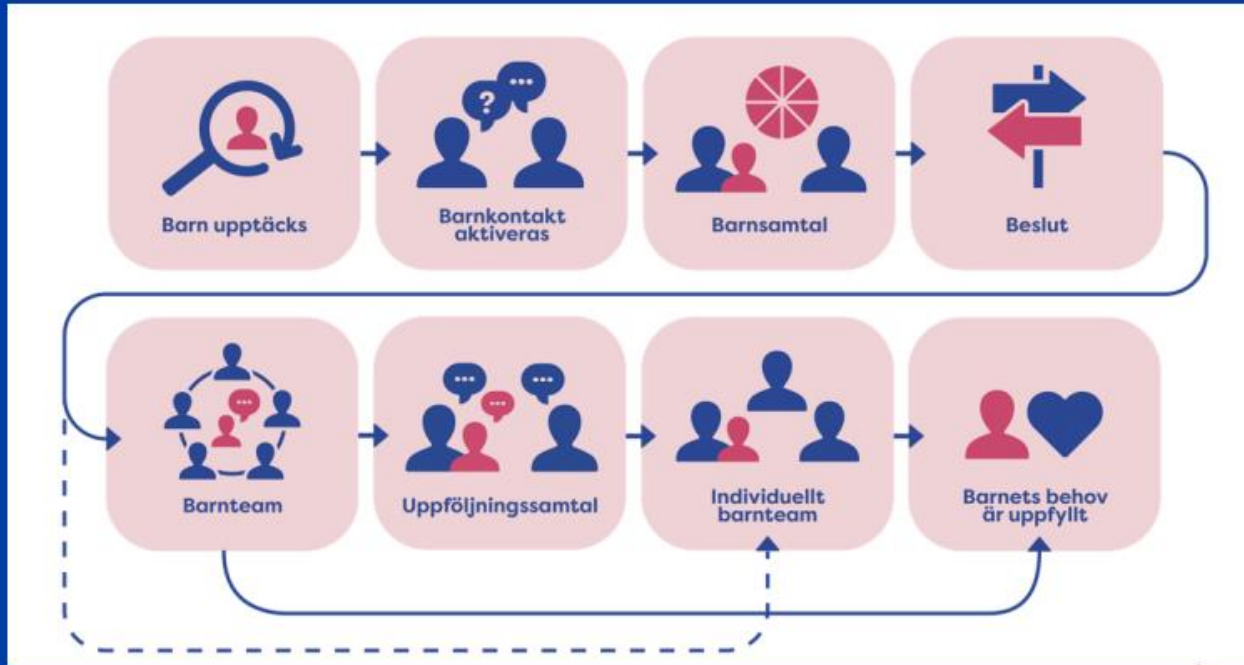 ?
...
Barn upptäcks
Barnkontakt
aktiveras
Barnsamtal
Beslut
...
...
...
...
Barnteam
Uppföljningssamtal
Individuellt
barnteam
Barnets behov
är uppfyllt